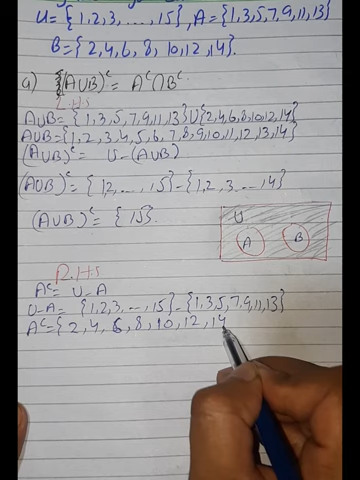 U = {1,2,3, ..., 15}, A = {1,3,5,7,9,11,13}
B = {2,4,6, 8, 10,12,14}.
a) {(A∪B)ᶜ = Aᶜ∩Bᶜ
L.H.S
A∪B = {1,3,5,7,9,11,13}∪{2,4,6,8,10,12,14}
A∪B = {1,2,3,4,5,6,7,8,9,10,11,12,13,14}
(A∪B)ᶜ = U-(A∪B)
(A∪B)ᶜ = {1,2,...,15}-{1,2,3...,14}
(A∪B)ᶜ = {15}.
U
A
B
R.H.S
Aᶜ = U-A
U-A = {1,2,3,...,15}-{1,3,5,7,9,11,13}
Aᶜ = {2,4,6,8,10,12,14